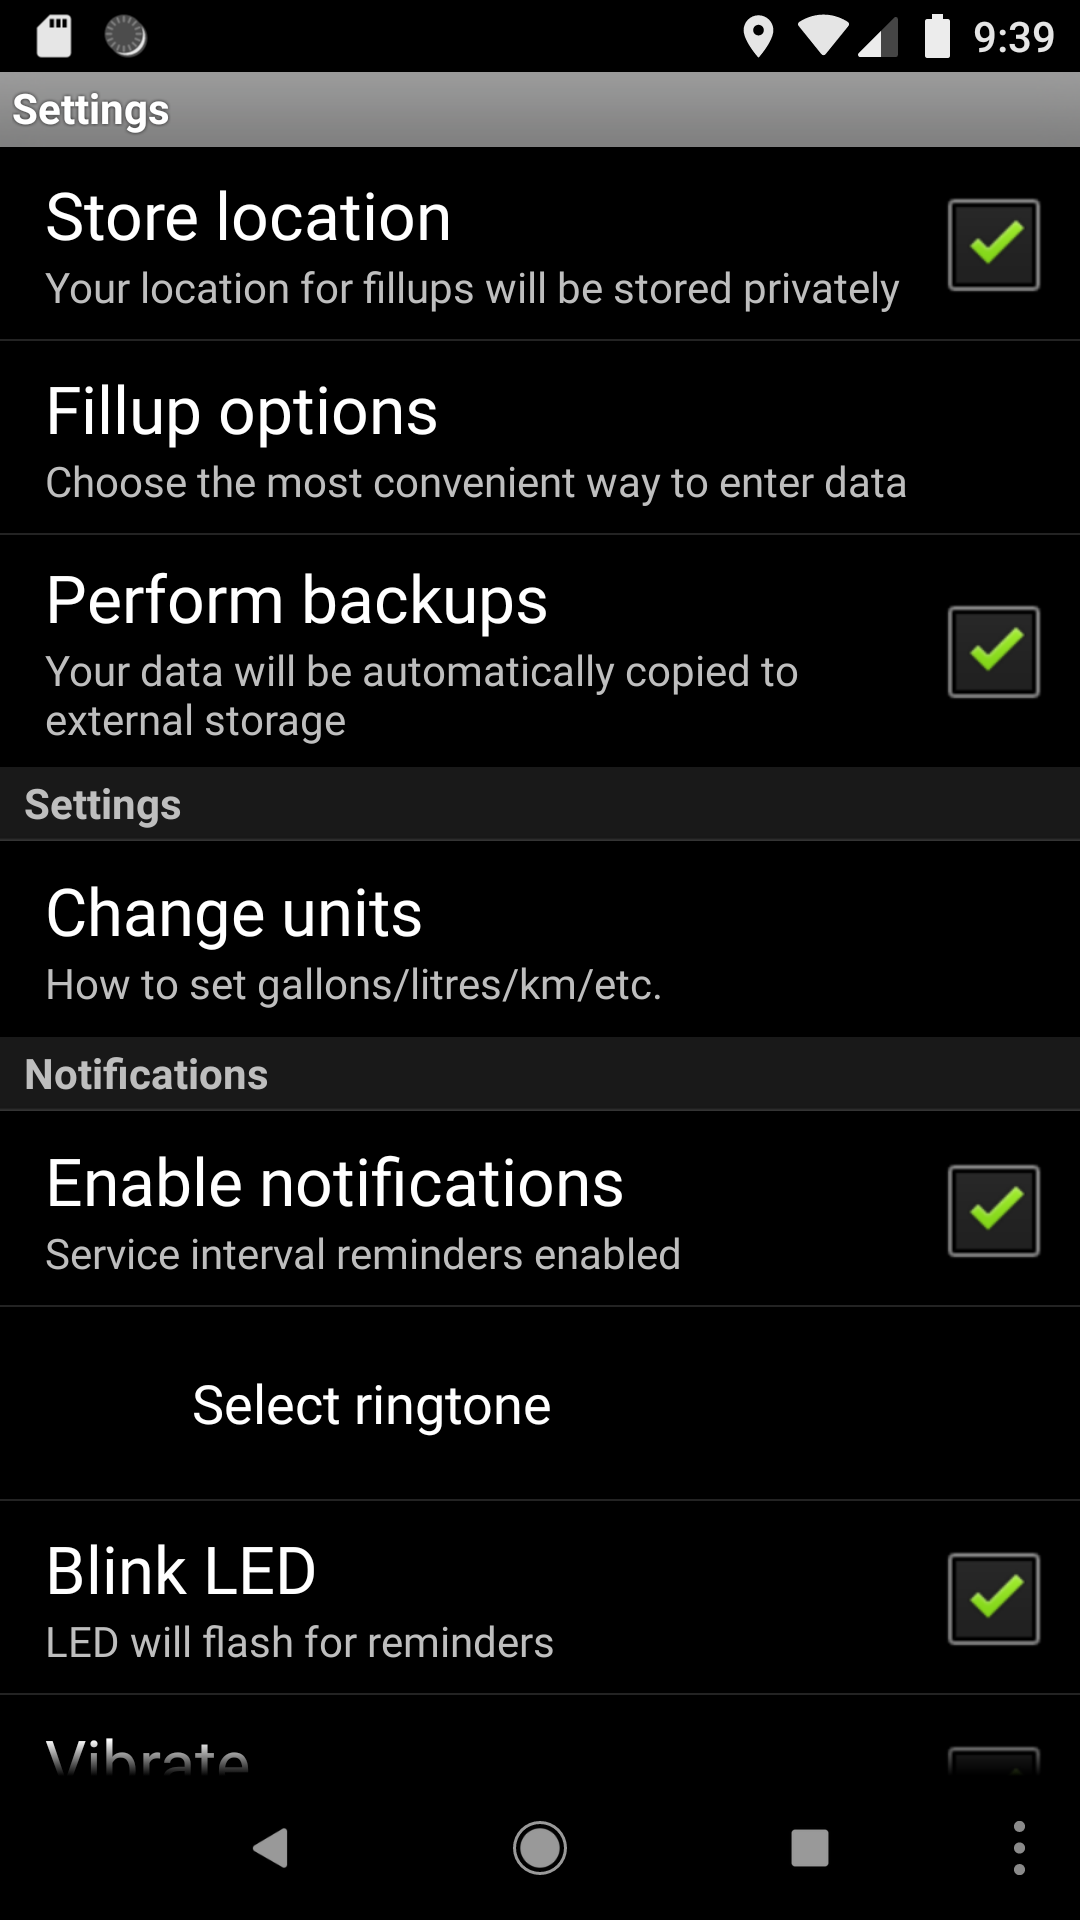 9:39
Settings
Store location
Your location for fillups will be stored privately
Fillup options
Choose the most convenient way to enter data
Perform backups
Your data will be automatically copied to
external storage
Settings
Change units
How to set gallons/litres/km/etc.
Notifications
Enable notifications
Service interval reminders enabled
Select ringtone
Blink LED
LED will flash for reminders
Vibrate